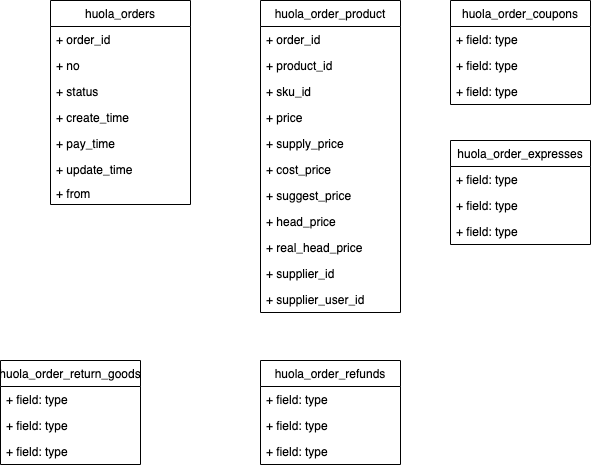 huola_orders
+ order_id
+ no
+ status
+ create_time
+ pay_time
+ update_time
+ from
huola_order_product
+ order_id
+ product_id
+ sku_id
+ price
+ supply_price
+ cost_price
+ suggest_price
+ head_price
+ real_head_price
+ supplier_id
+ supplier_user_id
huola_order_coupons
+ field: type
+ field: type
+ field: type
huola_order_expresses
+ field: type
+ field: type
+ field: type
huola_order_return_goods
+ field: type
+ field: type
+ field: type
huola_order_refunds
+ field: type
+ field: type
+ field: type